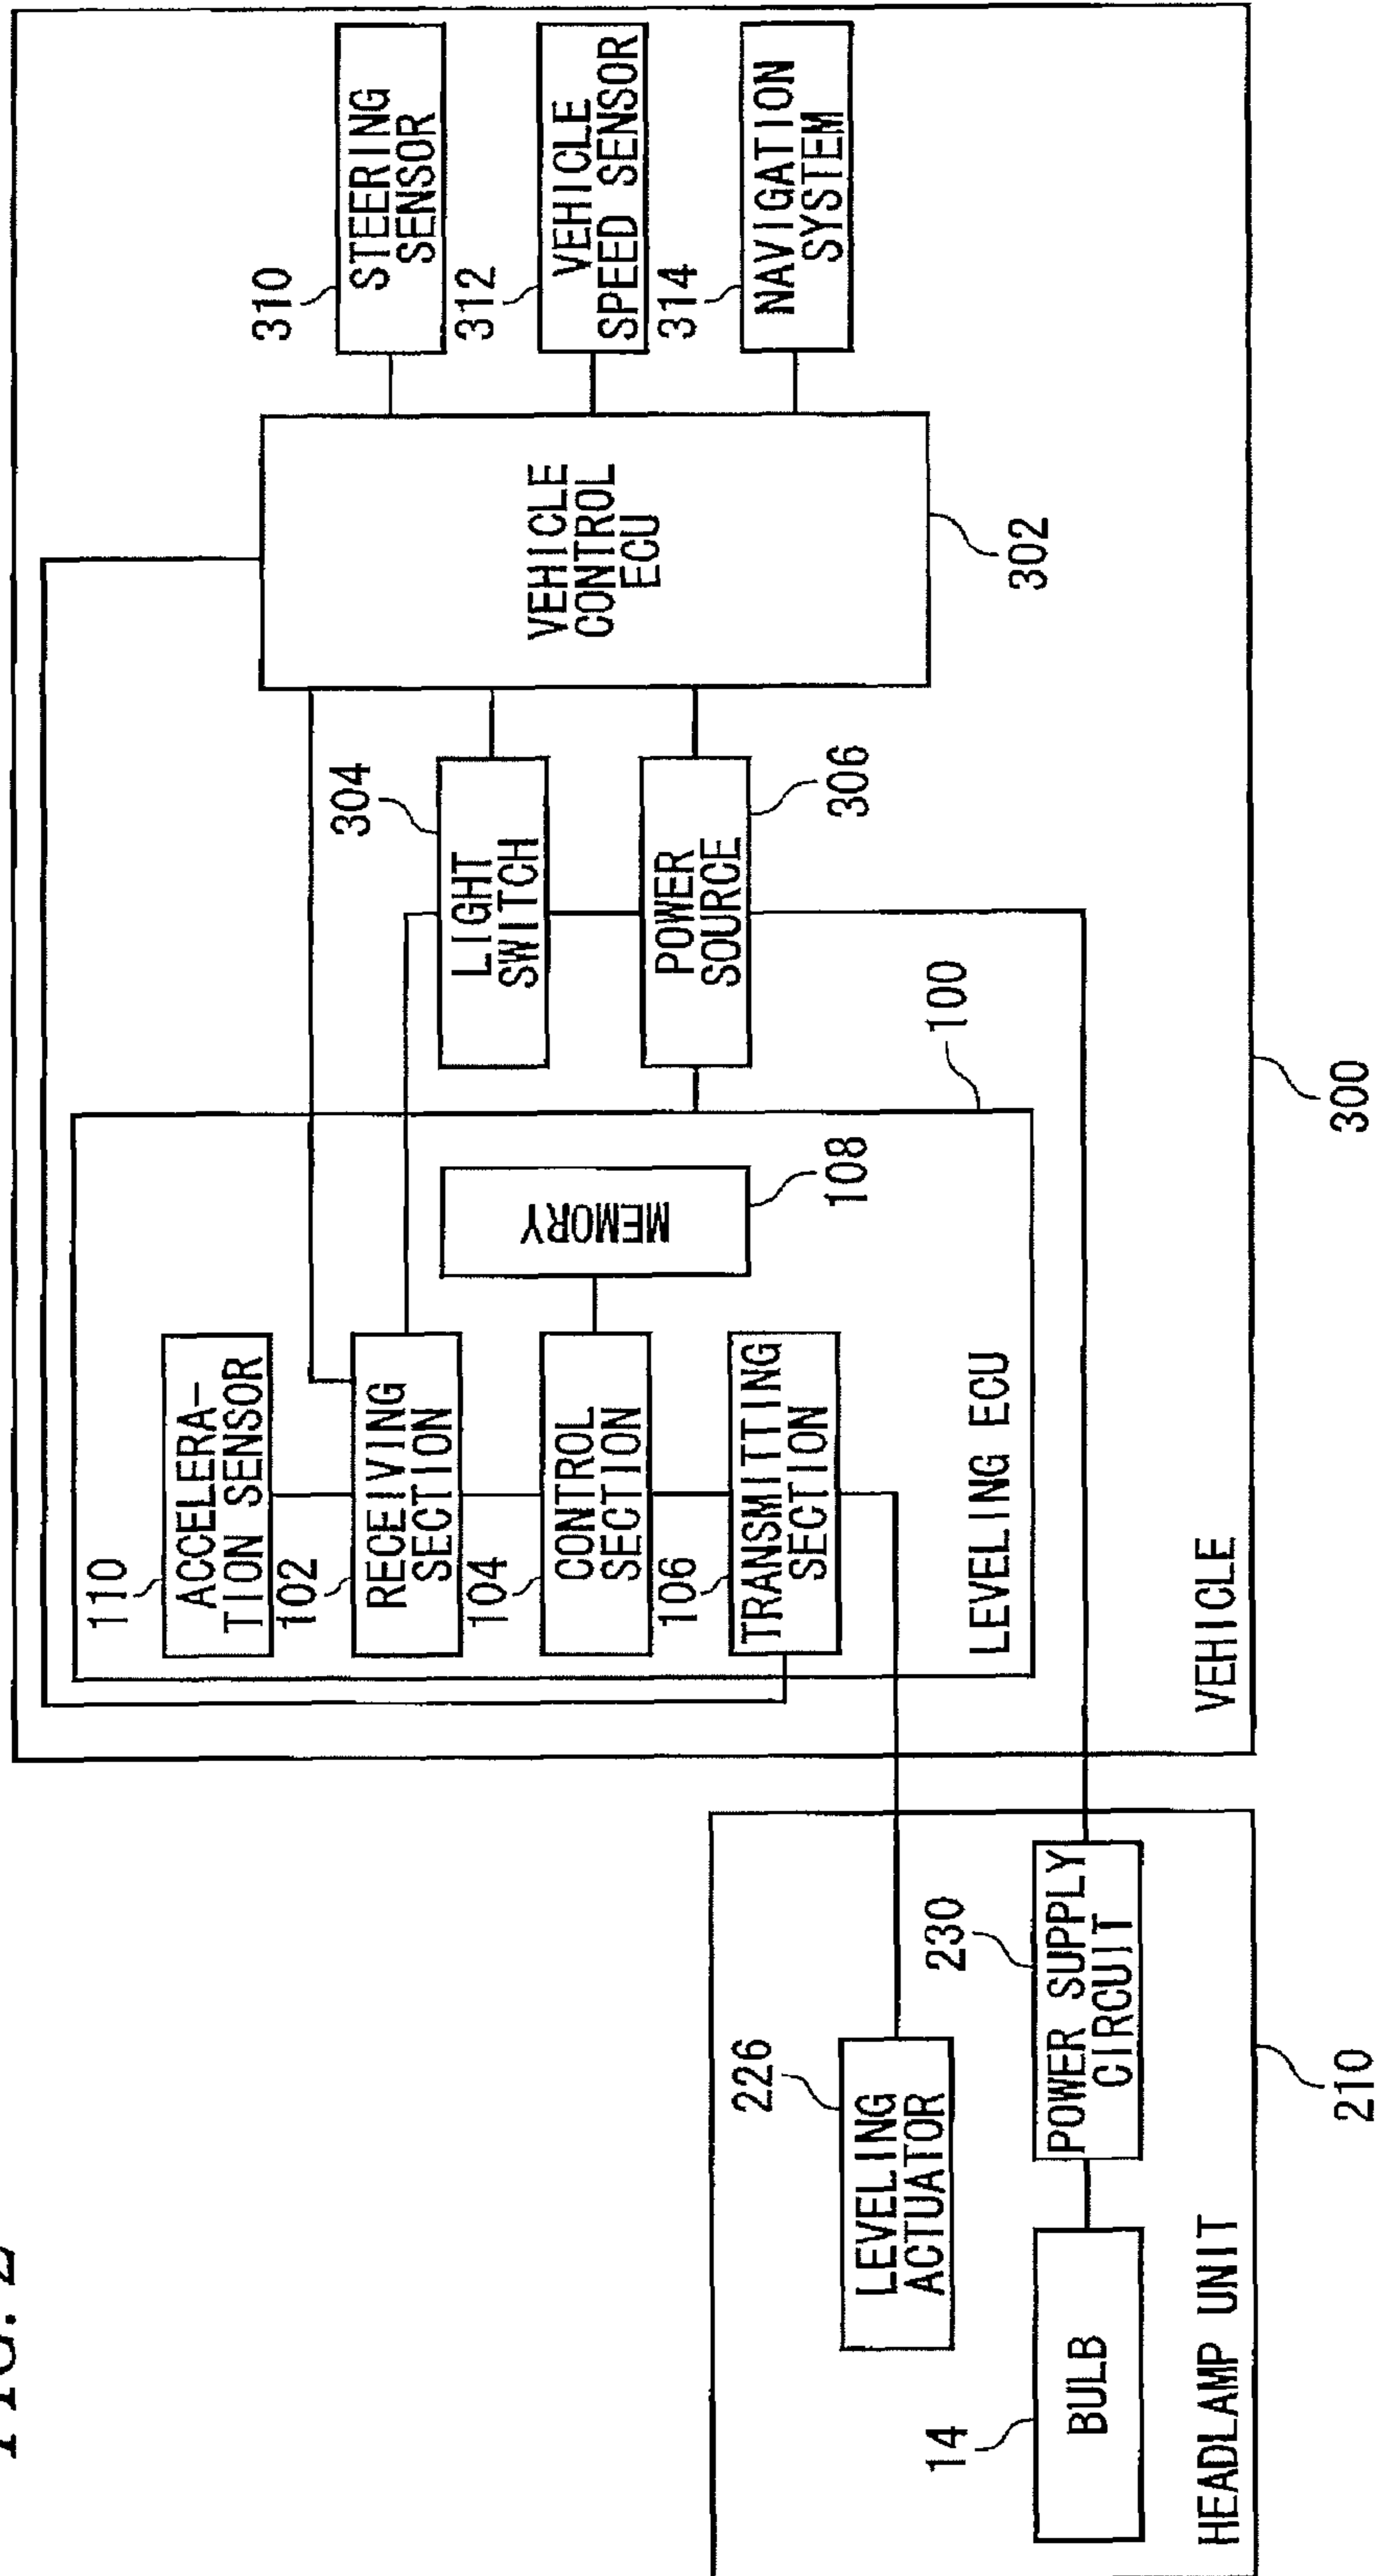 FIG. 2
310
STEERING
SENSOR
312
VEHICLE
SPEED SENSOR
314
NAVIGATION
SYSTEM
VEHICLE
CONTROL
ECU
302
304
LIGHT
SWITCH
306
POWER
SOURCE
100
MEMORY
108
110
ACCELERA-
TION SENSOR
102
RECEIVING
SECTION
104
CONTROL
SECTION
106
TRANSMITTING
SECTION
LEVELING ECU
VEHICLE
300
226
LEVELING
ACTUATOR
230
POWER SUPPLY
CIRCUIT
14
BULB
HEADLAMP UNIT
210